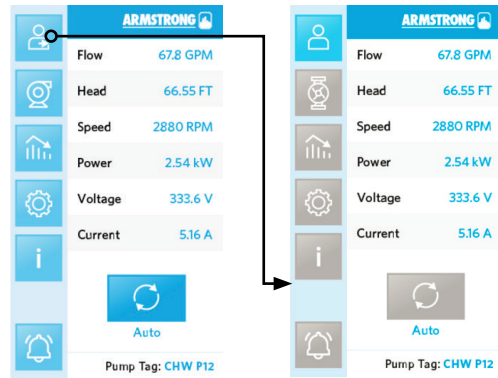 ARMSTRONG
Flow 67.8 GPM
Head 66.55 FT
Speed 2880 RPM
Power 2.54 kW
Voltage 333.6 V
Current 5.16 A
i
Auto
Pump Tag: CHW P12
ARMSTRONG
Flow 67.8 GPM
Head 66.55 FT
Speed 2880 RPM
Power 2.54 kW
Voltage 333.6 V
Current 5.16 A
i
Auto
Pump Tag: CHW P12